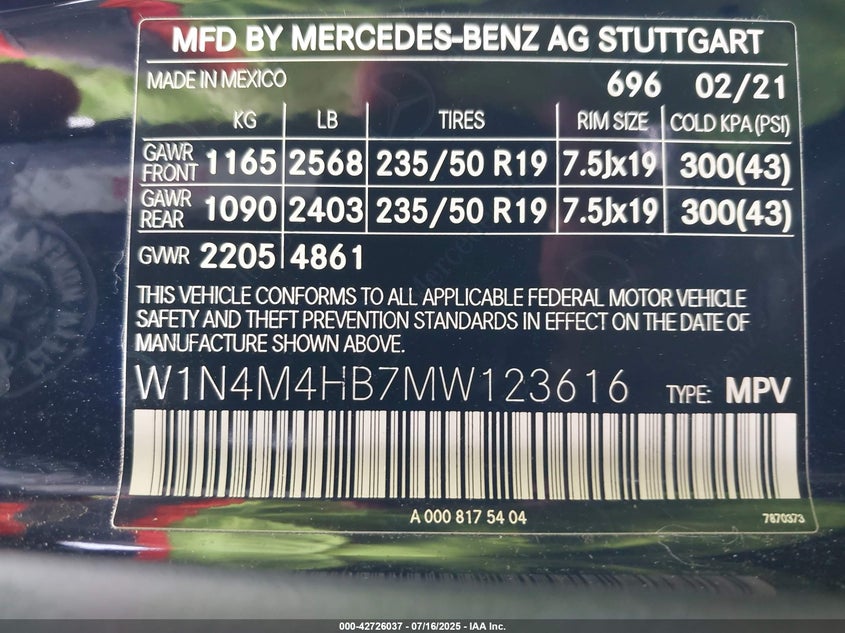 MFD BY MERCEDES-BENZ AG STUTTGART
MADE IN MEXICO 696 02/21
KG LB TIRES RIM SIZE COLD KPA(PSI)
GAWR FRONT 1165 2568 235/50 R19 7.5Jx19 300(43)
GAWR REAR 1090 2403 235/50 R19 7.5Jx19 300(43)
GVWR 2205 4861
THIS VEHICLE CONFORMS TO ALL APPLICABLE FEDERAL MOTOR VEHICLE
SAFETY AND THEFT PREVENTION STANDARDS IN EFFECT ON THE DATE OF
MANUFACTURE SHOWN ABOVE.
W1N4M4HB7MW123616 TYPE: MPV
A 000 817 54 04 7870373
000-42726037 - 07/16/2025 - IAA Inc.